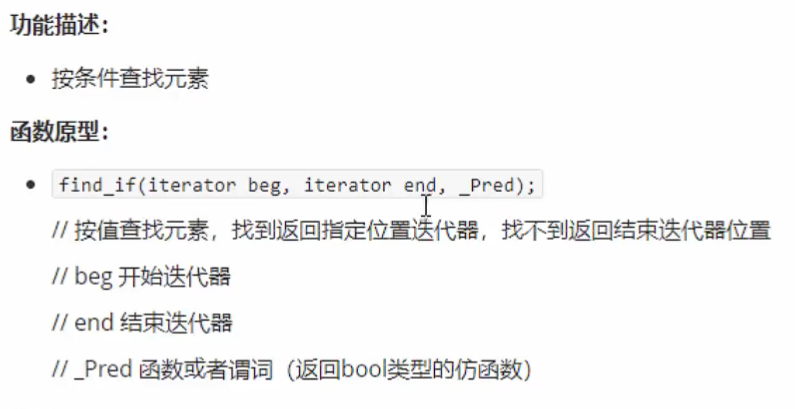 功能描述：
• 按条件查找元素
函数原型：
• find_if(iterator beg, iterator end, _Pred);
// 按值查找元素，找到返回指定位置迭代器，找不到返回结束迭代器位置
// beg 开始迭代器
// end 结束迭代器
// _Pred 函数或者谓词（返回bool类型的仿函数）